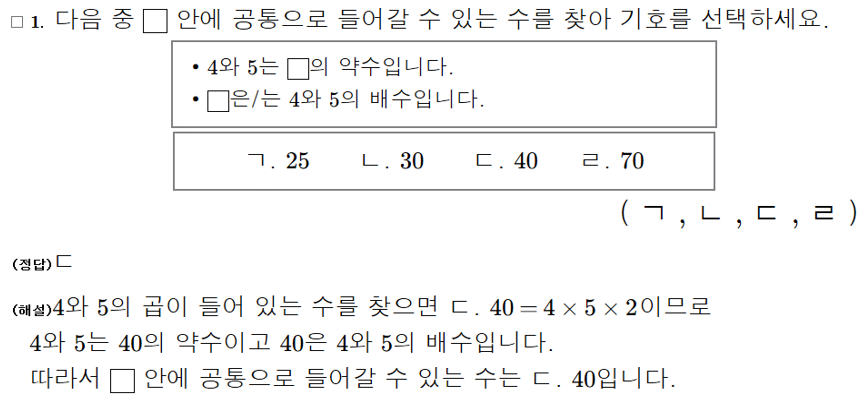 □ 1. 다음 중 □ 안에 공통으로 들어갈 수 있는 수를 찾아 기호를 선택하세요.
• 4와 5는 □의 약수입니다.
• □은/는 4와 5의 배수입니다.
ㄱ. 25 ㄴ. 30 ㄷ. 40 ㄹ. 70
( ㄱ , ㄴ , ㄷ , ㄹ )
(정답) ㄷ
(해설) 4와 5의 곱이 들어 있는 수를 찾으면 ㄷ. 40 = 4 × 5 × 2이므로
4와 5는 40의 약수이고 40은 4와 5의 배수입니다.
따라서 □ 안에 공통으로 들어갈 수 있는 수는 ㄷ. 40입니다.